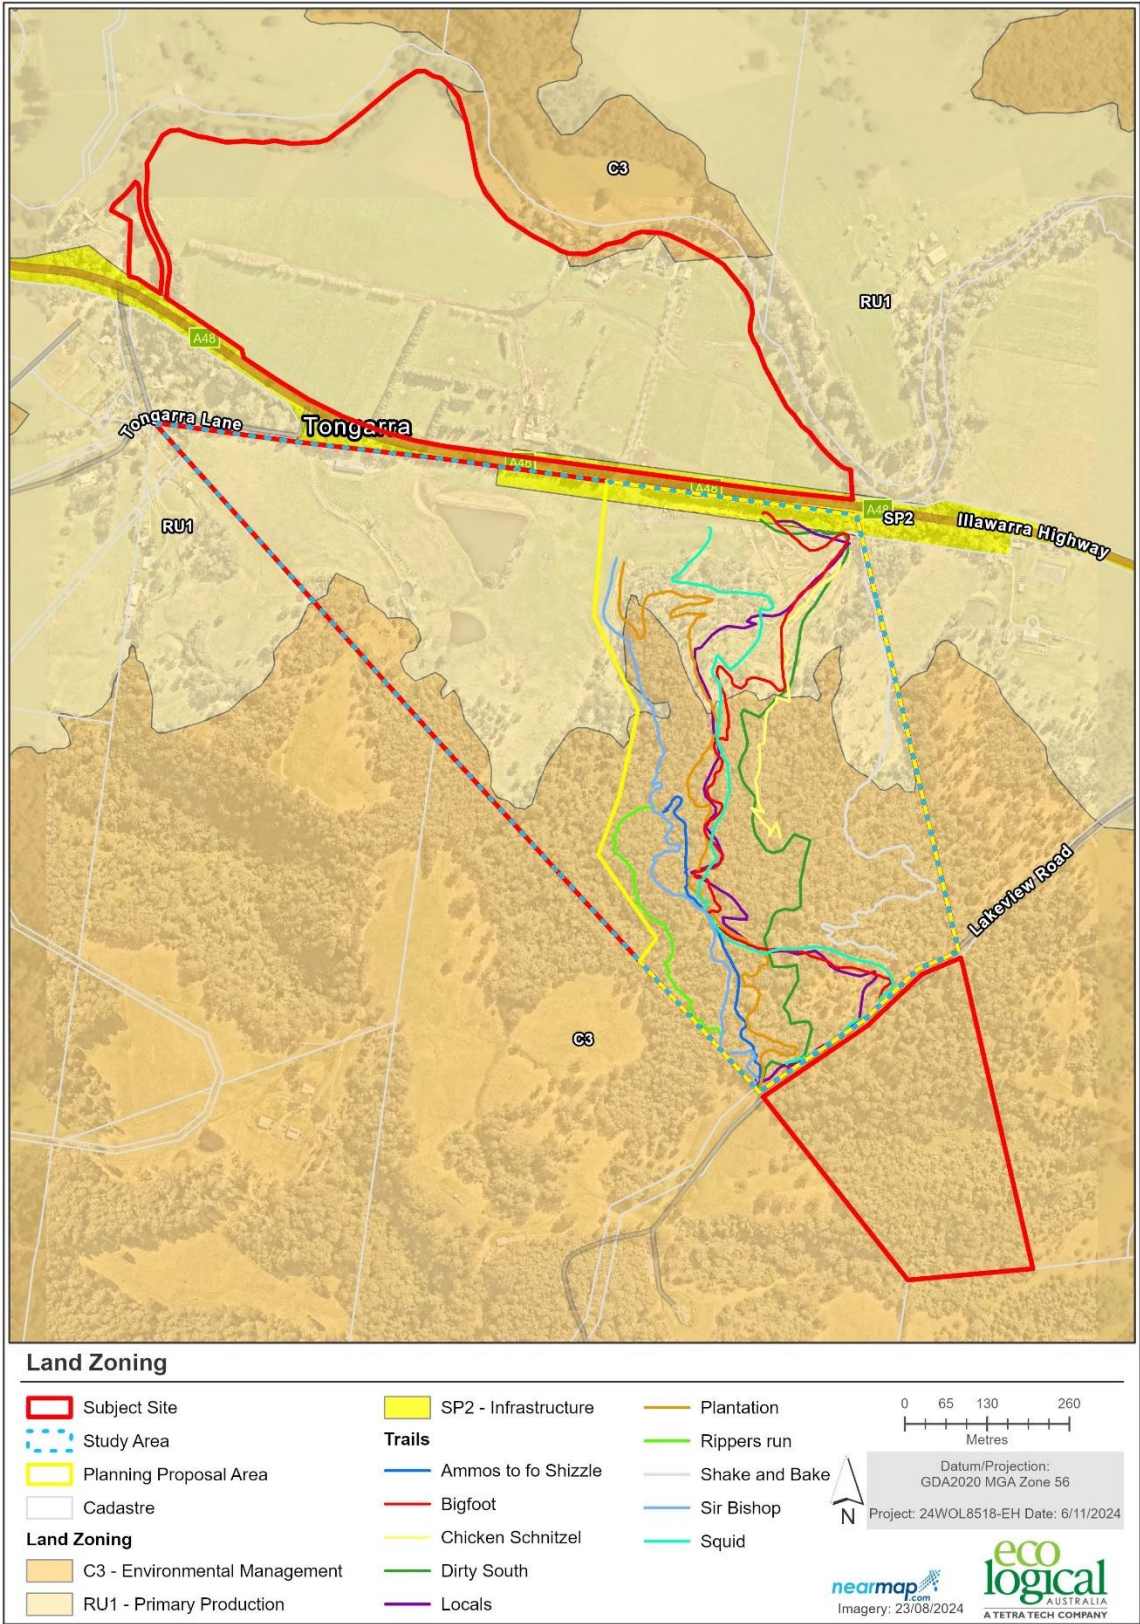 C3
RU1
A48
Tongarra Lane
Tongarra
A48
A48
A48
SP2
Illawarra Highway
RU1
Lakeview Road
C3
Land Zoning
Subject Site
Study Area
Planning Proposal Area
Cadastre
Land Zoning
C3 - Environmental Management
RU1 - Primary Production
SP2 - Infrastructure
Trails
Ammos to fo Shizzle
Bigfoot
Chicken Schnitzel
Dirty South
Locals
Plantation
Rippers run
Shake and Bake
Sir Bishop
Squid
0 65 130 260
Metres
Datum/Projection:
GDA2020 MGA Zone 56
Project: 24WOL8518-EH Date: 6/11/2024
N
nearmap.com
Imagery: 23/08/2024
eco
logical
AUSTRALIA
A TETRA TECH COMPANY